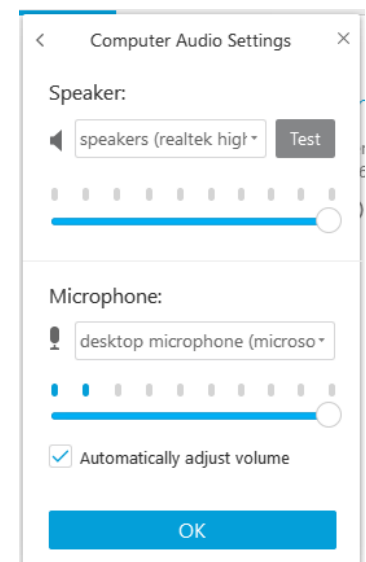 Computer Audio Settings
Speaker:
speakers (realtek high
Test
Microphone:
desktop microphone (microso
Automatically adjust volume
OK